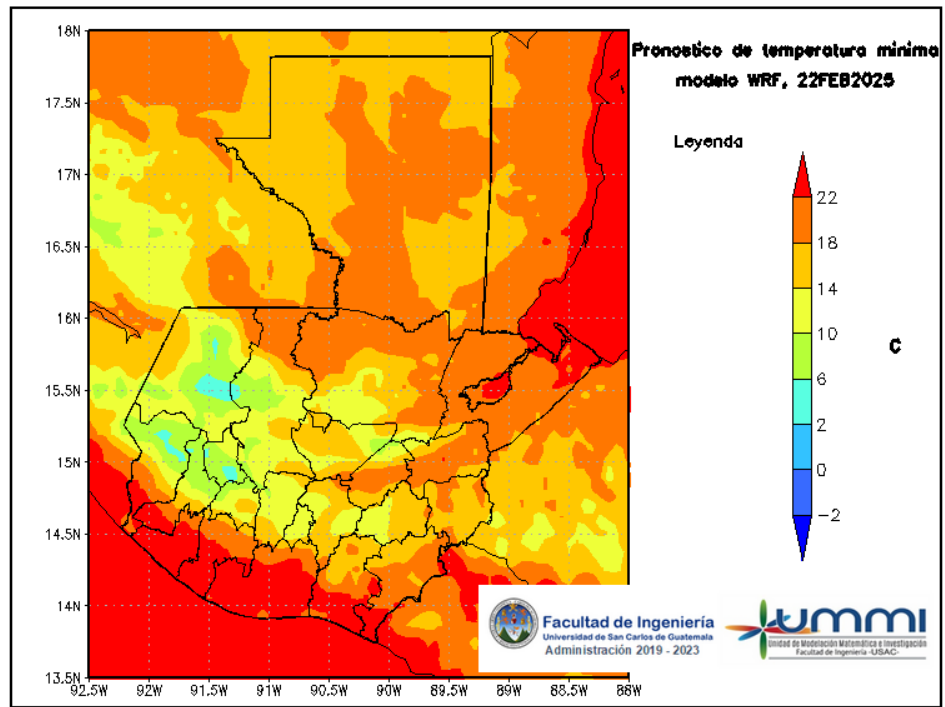 Pronostico de temperatura minima
modelo WRF, 22FEB2025
Leyenda
22
18
14
10
6
2
0
−2
C
18N
17.5N
17N
16.5N
16N
15.5N
15N
14.5N
14N
13.5N
92.5W 92W 91.5W 91W 90.5W 90W 89.5W 89W 88.5W 88W
Facultad de Ingeniería
Universidad de San Carlos de Guatemala
Administración 2019 - 2023
UMMI
Unidad de Modelación Matemática e Investigación
Facultad de Ingeniería -USAC-